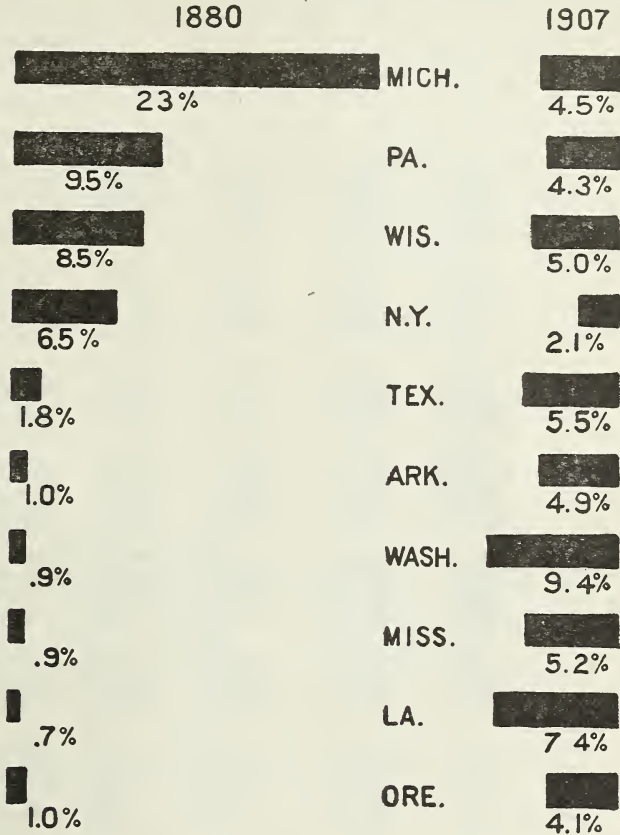 1880 1907
MICH.
23% 4.5%
PA.
9.5% 4.3%
WIS.
8.5% 5.0%
N.Y.
6.5% 2.1%
TEX.
1.8% 5.5%
ARK.
1.0% 4.9%
WASH.
.9% 9.4%
MISS.
.9% 5.2%
LA.
.7% 7 4%
ORE.
1.0% 4.1%